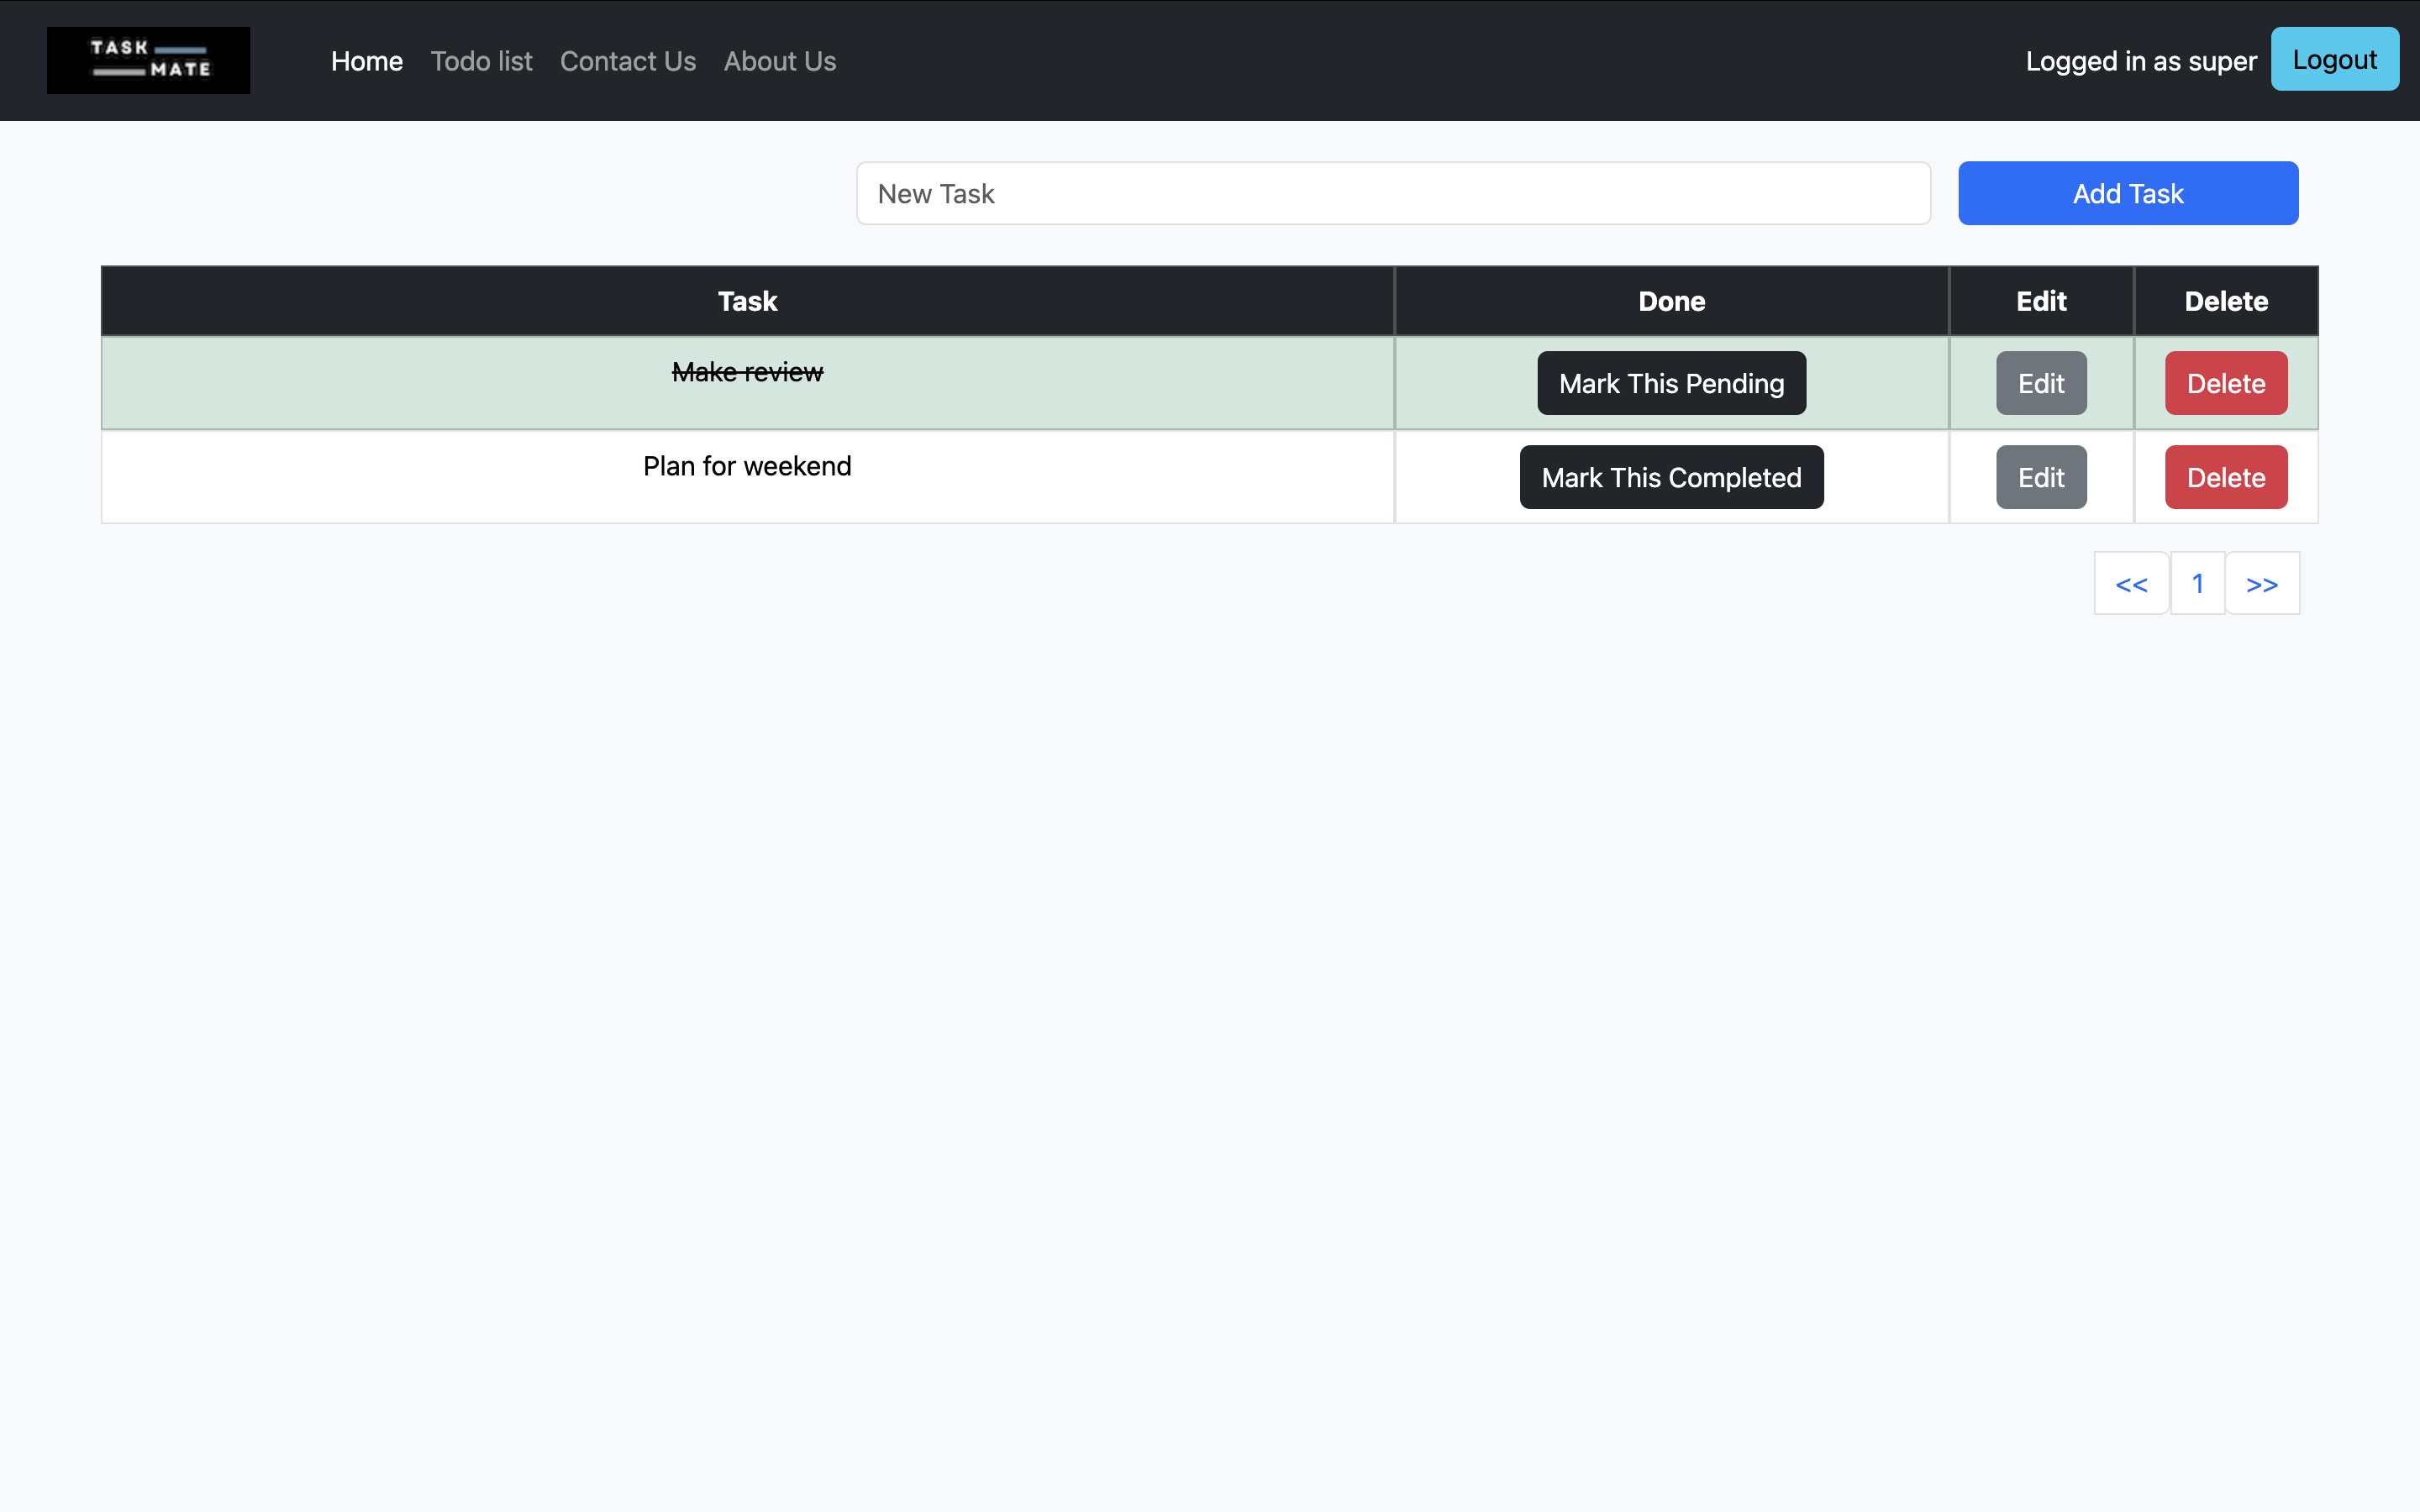 TASK
MATE
Home Todo list Contact Us About Us Logged in as super Logout
New Task Add Task
Task Done Edit Delete
Make review Mark This Pending Edit Delete
Plan for weekend Mark This Completed Edit Delete
<< 1 >>